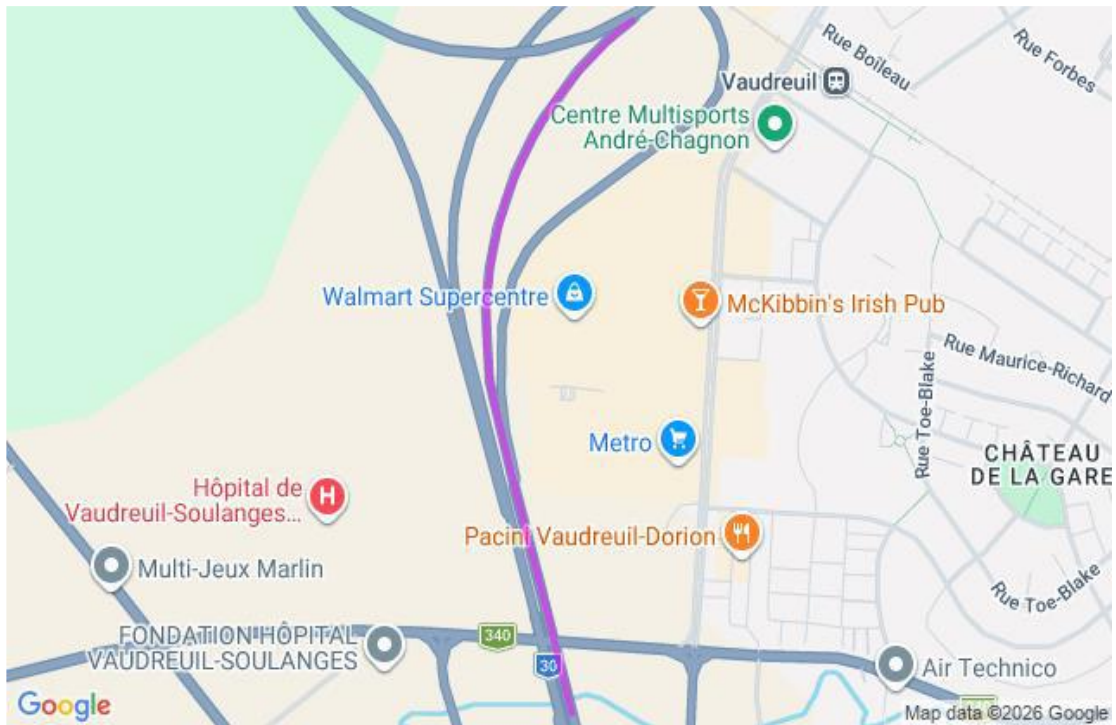 Rue Boileau
Rue Forbes
Vaudreuil
Centre Multisports
André-Chagnon
Walmart Supercentre
McKibbin's Irish Pub
Rue Maurice-Richard
Rue Toe-Blake
Metro
CHÂTEAU
DE LA GARE
Hôpital de
Vaudreuil-Soulanges...
Pacini Vaudreuil-Dorion
Multi-Jeux Marlin
Rue Toe-Blake
FONDATION HÔPITAL
VAUDREUIL-SOULANGES
340
30
Air Technico
Google
Map data ©2026 Google